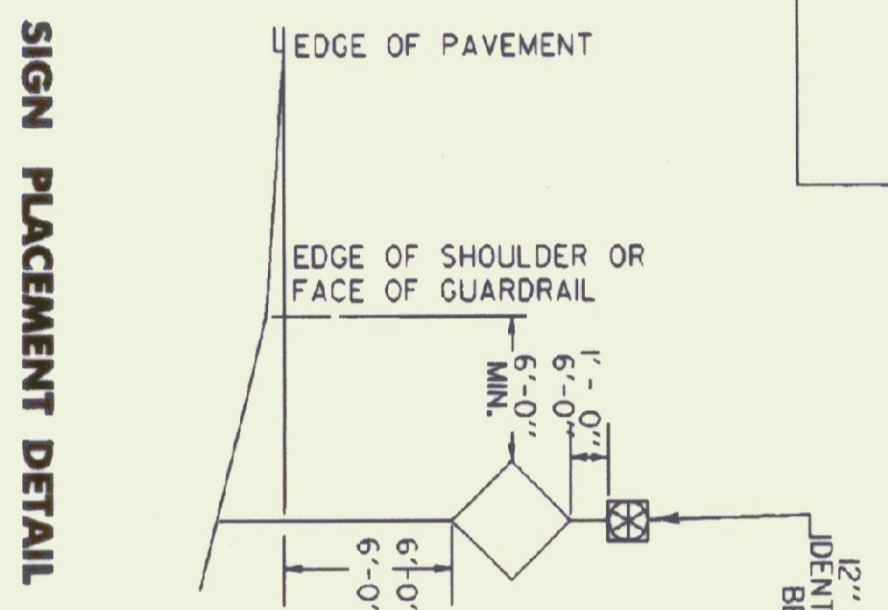 SIGN PLACEMENT DETAIL
EDGE OF PAVEMENT
EDGE OF SHOULDER OR
FACE OF GUARDRAIL
1'-0"
6'-0"
6'-0"
MIN.
12"
6'-0"
6'-0"